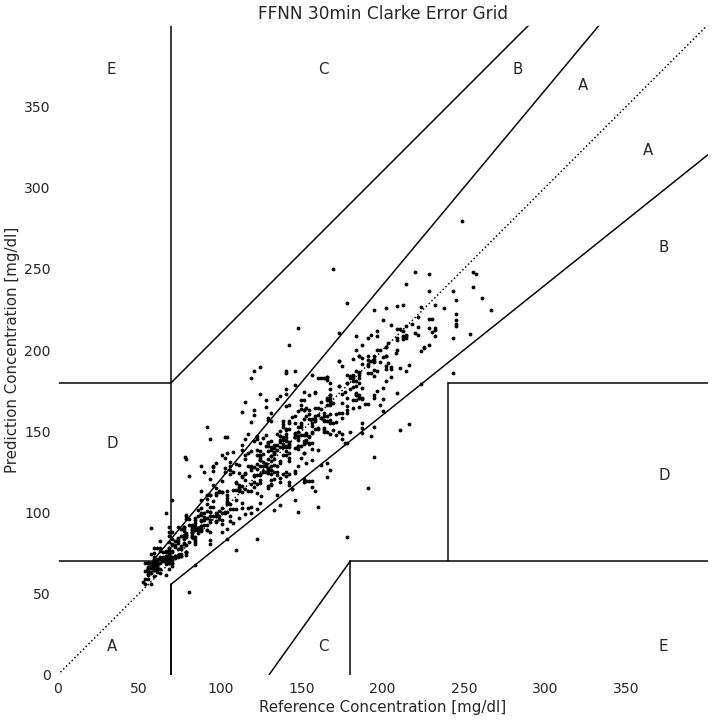 FFNN 30min Clarke Error Grid
E
C
B
A
A
B
D
D
A
C
E
350
300
250
200
150
100
50
0
0 50 100 150 200 250 300 350
Prediction Concentration [mg/dl]
Reference Concentration [mg/dl]